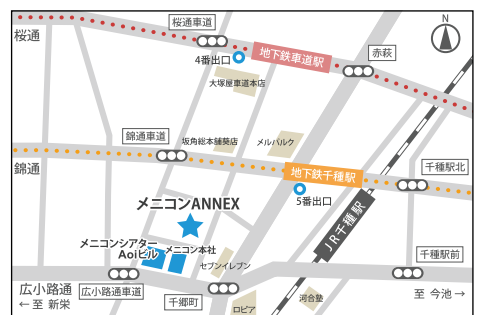 桜通
桜通車道
4番出口
地下鉄車道駅
赤萩
N
大塚屋車道本店
錦通
錦通車道
坂角総本舗葵店
メルパルク
地下鉄千種駅
千種駅北
5番出口
メニコンANNEX
JR千種駅
メニコンシアター
Aoiビル
メニコン本社
セブンイレブン
千種駅前
広小路通
← 至 新栄
広小路通車道
千郷町
ロピア
河合塾
至 今池 →